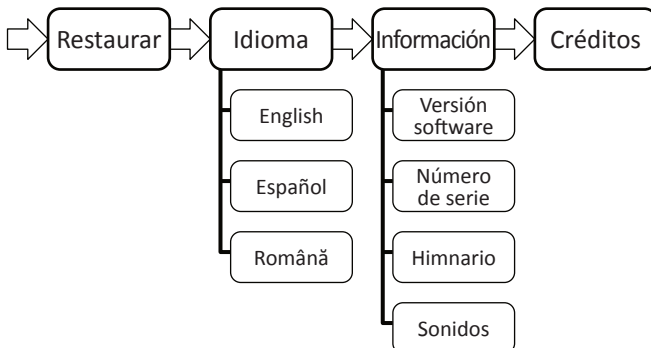 Restaurar
Idioma
Información
Créditos
English
Español
Română
Versión
software
Número
de serie
Himnario
Sonidos